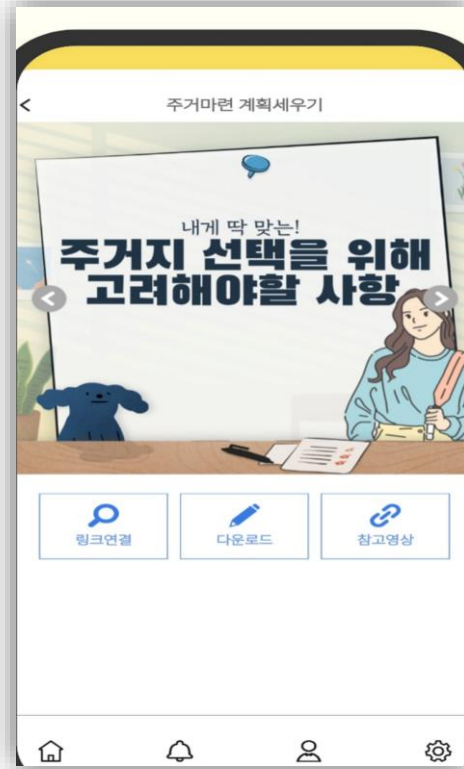 주거마련 계획세우기
내게 딱 맞는!
주거지 선택을 위해
고려해야할 사항
링크연결
다운로드
참고영상